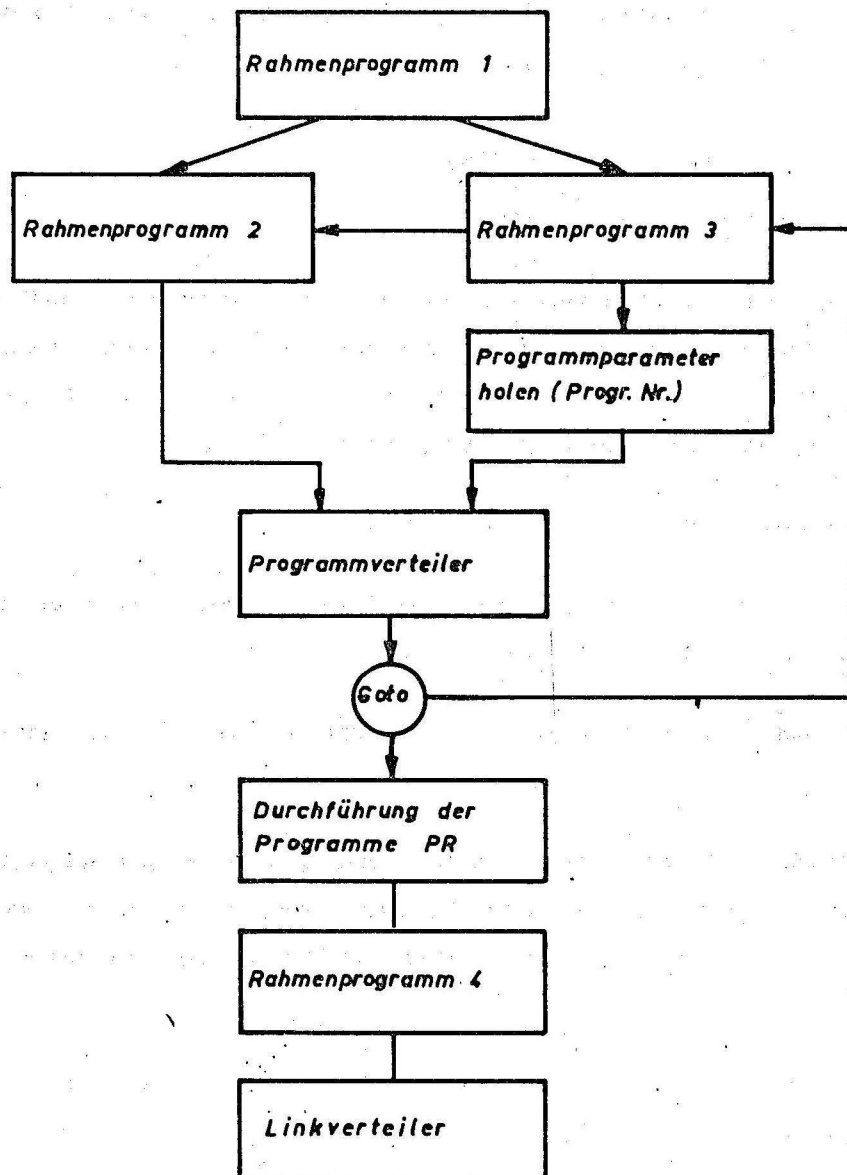 Rahmenprogramm 1
Rahmenprogramm 2
Rahmenprogramm 3
Programmparameter
holen (Progr. Nr.)
Programmverteiler
Goto
Durchführung der
Programme PR
Rahmenprogramm 4
Linkverteiler